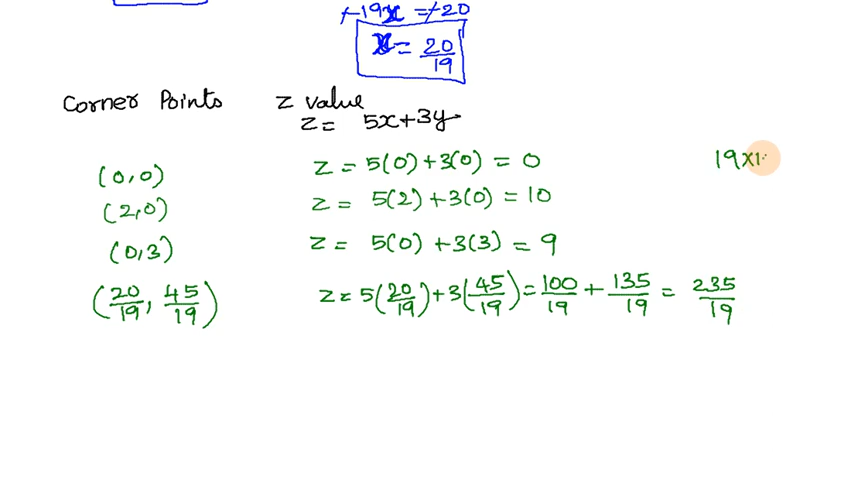 -19x = -20
x = 20/19
Corner Points Z value
Z = 5x+3y
(0,0) Z = 5(0)+3(0) = 0 19×1
(2,0) Z = 5(2)+3(0) = 10
(0,3) Z = 5(0)+3(3) = 9
(20/19, 45/19) Z = 5(20/19)+3(45/19) = 100/19 + 135/19 = 235/19